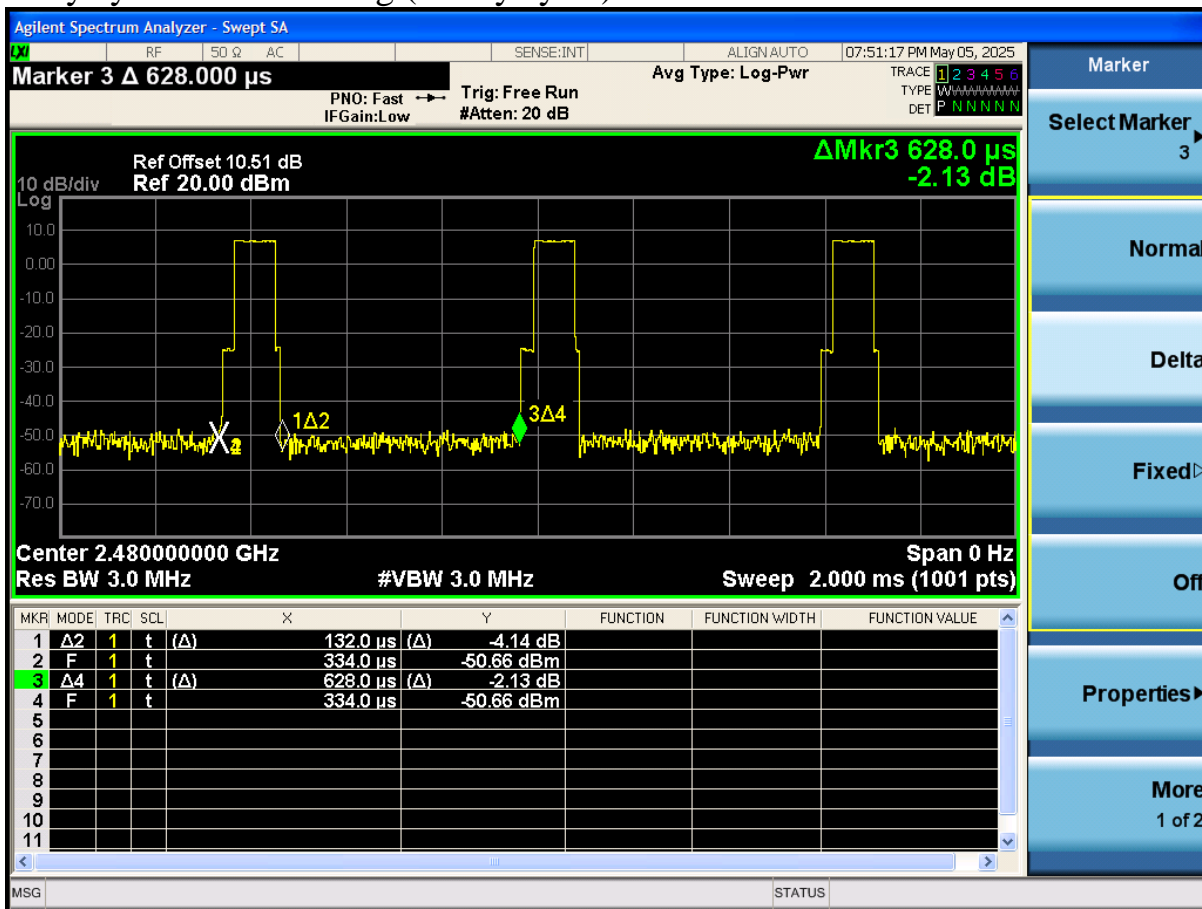 Agilent Spectrum Analyzer - Swept SA
LXI RF 50 Ω AC SENSE:INT ALIGN AUTO 07:51:17 PM May 05, 2025
Marker 3 Δ 628.000 µs
PNO: Fast
IFGain:Low
Trig: Free Run
#Atten: 20 dB
Avg Type: Log-Pwr
TRACE 1 2 3 4 5 6
TYPE W
DET P N N N N N
ΔMkr3 628.0 µs
-2.13 dB
Ref Offset 10.51 dB
10 dB/div Ref 20.00 dBm
Log
10.0
0.00
-10.0
-20.0
-30.0
-40.0
-50.0
-60.0
-70.0
1Δ2
3Δ4
Center 2.480000000 GHz Span 0 Hz
Res BW 3.0 MHz #VBW 3.0 MHz Sweep 2.000 ms (1001 pts)
MKR MODE TRC SCL X Y FUNCTION FUNCTION WIDTH FUNCTION VALUE
1 Δ2 1 t (Δ) 132.0 µs (Δ) -4.14 dB
2 F 1 t 334.0 µs -50.66 dBm
3 Δ4 1 t (Δ) 628.0 µs (Δ) -2.13 dB
4 F 1 t 334.0 µs -50.66 dBm
5
6
7
8
9
10
11
MSG STATUS
Marker
Select Marker
3
Normal
Delta
Fixed
Off
Properties
More
1 of 2